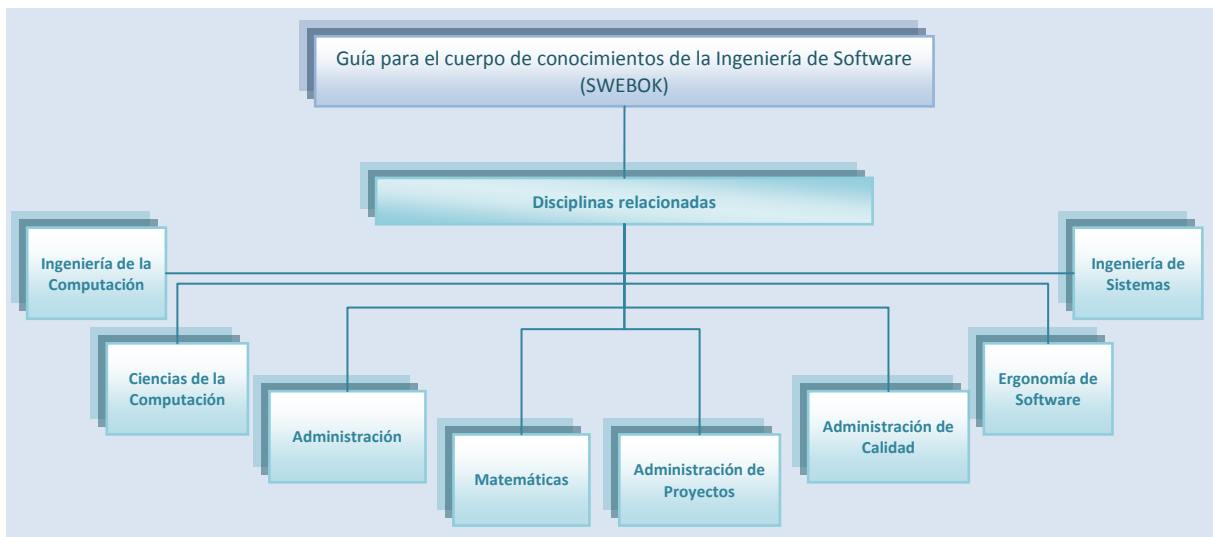 Guía para el cuerpo de conocimientos de la Ingeniería de Software
(SWEBOK)
Disciplinas relacionadas
Ingeniería de la
Computación
Ingeniería de
Sistemas
Ciencias de la
Computación
Ergonomía de
Software
Administración
Administración de
Calidad
Matemáticas
Administración de
Proyectos